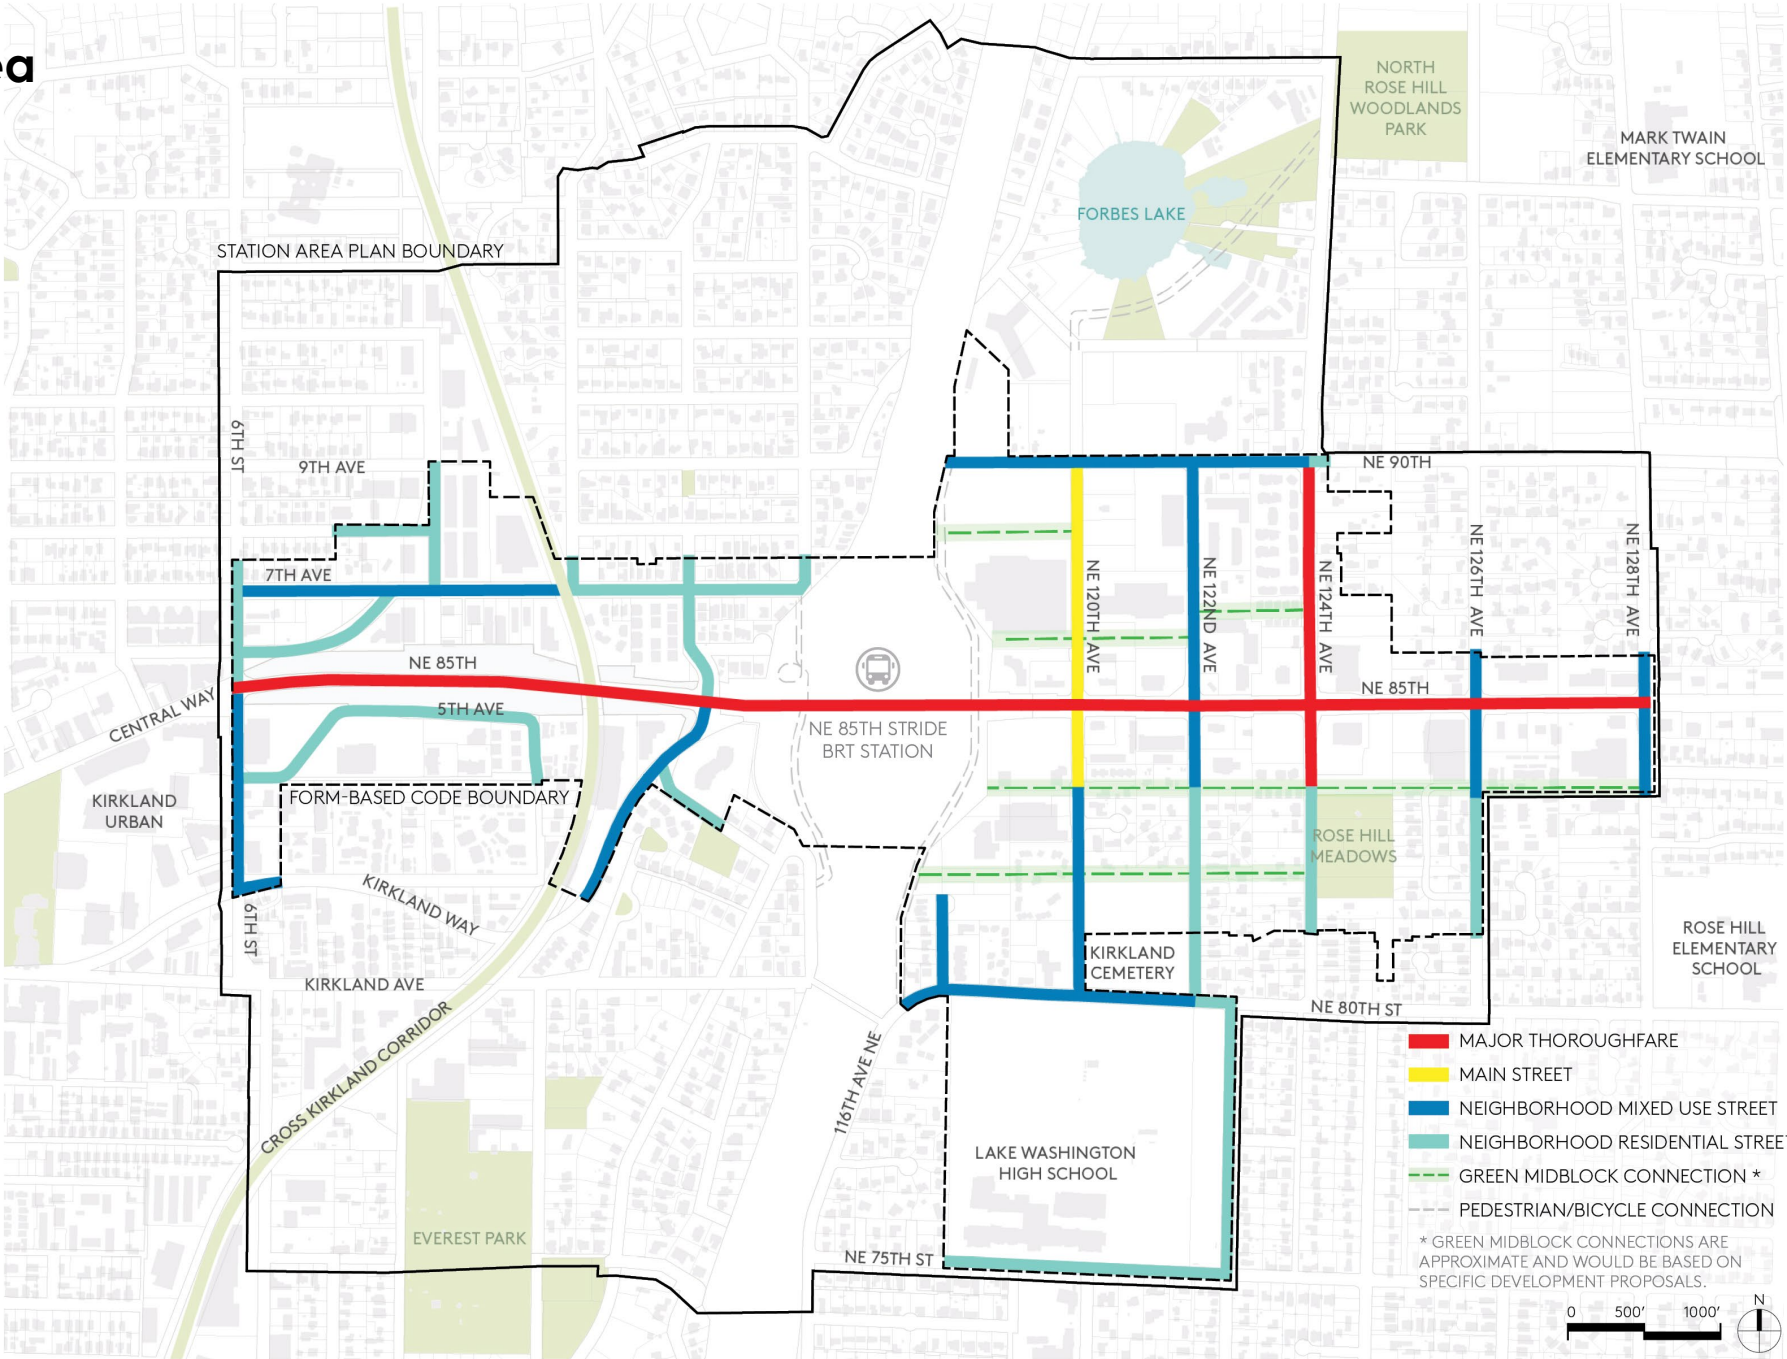 ea
NORTH
ROSE HILL
WOODLANDS
PARK
MARK TWAIN
ELEMENTARY SCHOOL
FORBES LAKE
STATION AREA PLAN BOUNDARY
6TH ST
9TH AVE
NE 90TH
7TH AVE
NE 120TH AVE
NE 122ND AVE
NE 124TH AVE
NE 126TH AVE
NE 128TH AVE
NE 85TH
NE 85TH
CENTRAL WAY
5TH AVE
NE 85TH STRIDE
BRT STATION
KIRKLAND
URBAN
FORM-BASED CODE BOUNDARY
ROSE HILL
MEADOWS
KIRKLAND WAY
6TH ST
KIRKLAND
CEMETERY
ROSE HILL
ELEMENTARY
SCHOOL
KIRKLAND AVE
NE 80TH ST
CROSS KIRKLAND CORRIDOR
116TH AVE NE
LAKE WASHINGTON
HIGH SCHOOL
EVEREST PARK
NE 75TH ST
MAJOR THOROUGHFARE
MAIN STREET
NEIGHBORHOOD MIXED USE STREET
NEIGHBORHOOD RESIDENTIAL STREE
GREEN MIDBLOCK CONNECTION *
PEDESTRIAN/BICYCLE CONNECTION
* GREEN MIDBLOCK CONNECTIONS ARE
APPROXIMATE AND WOULD BE BASED ON
SPECIFIC DEVELOPMENT PROPOSALS.
0 500' 1000'
N